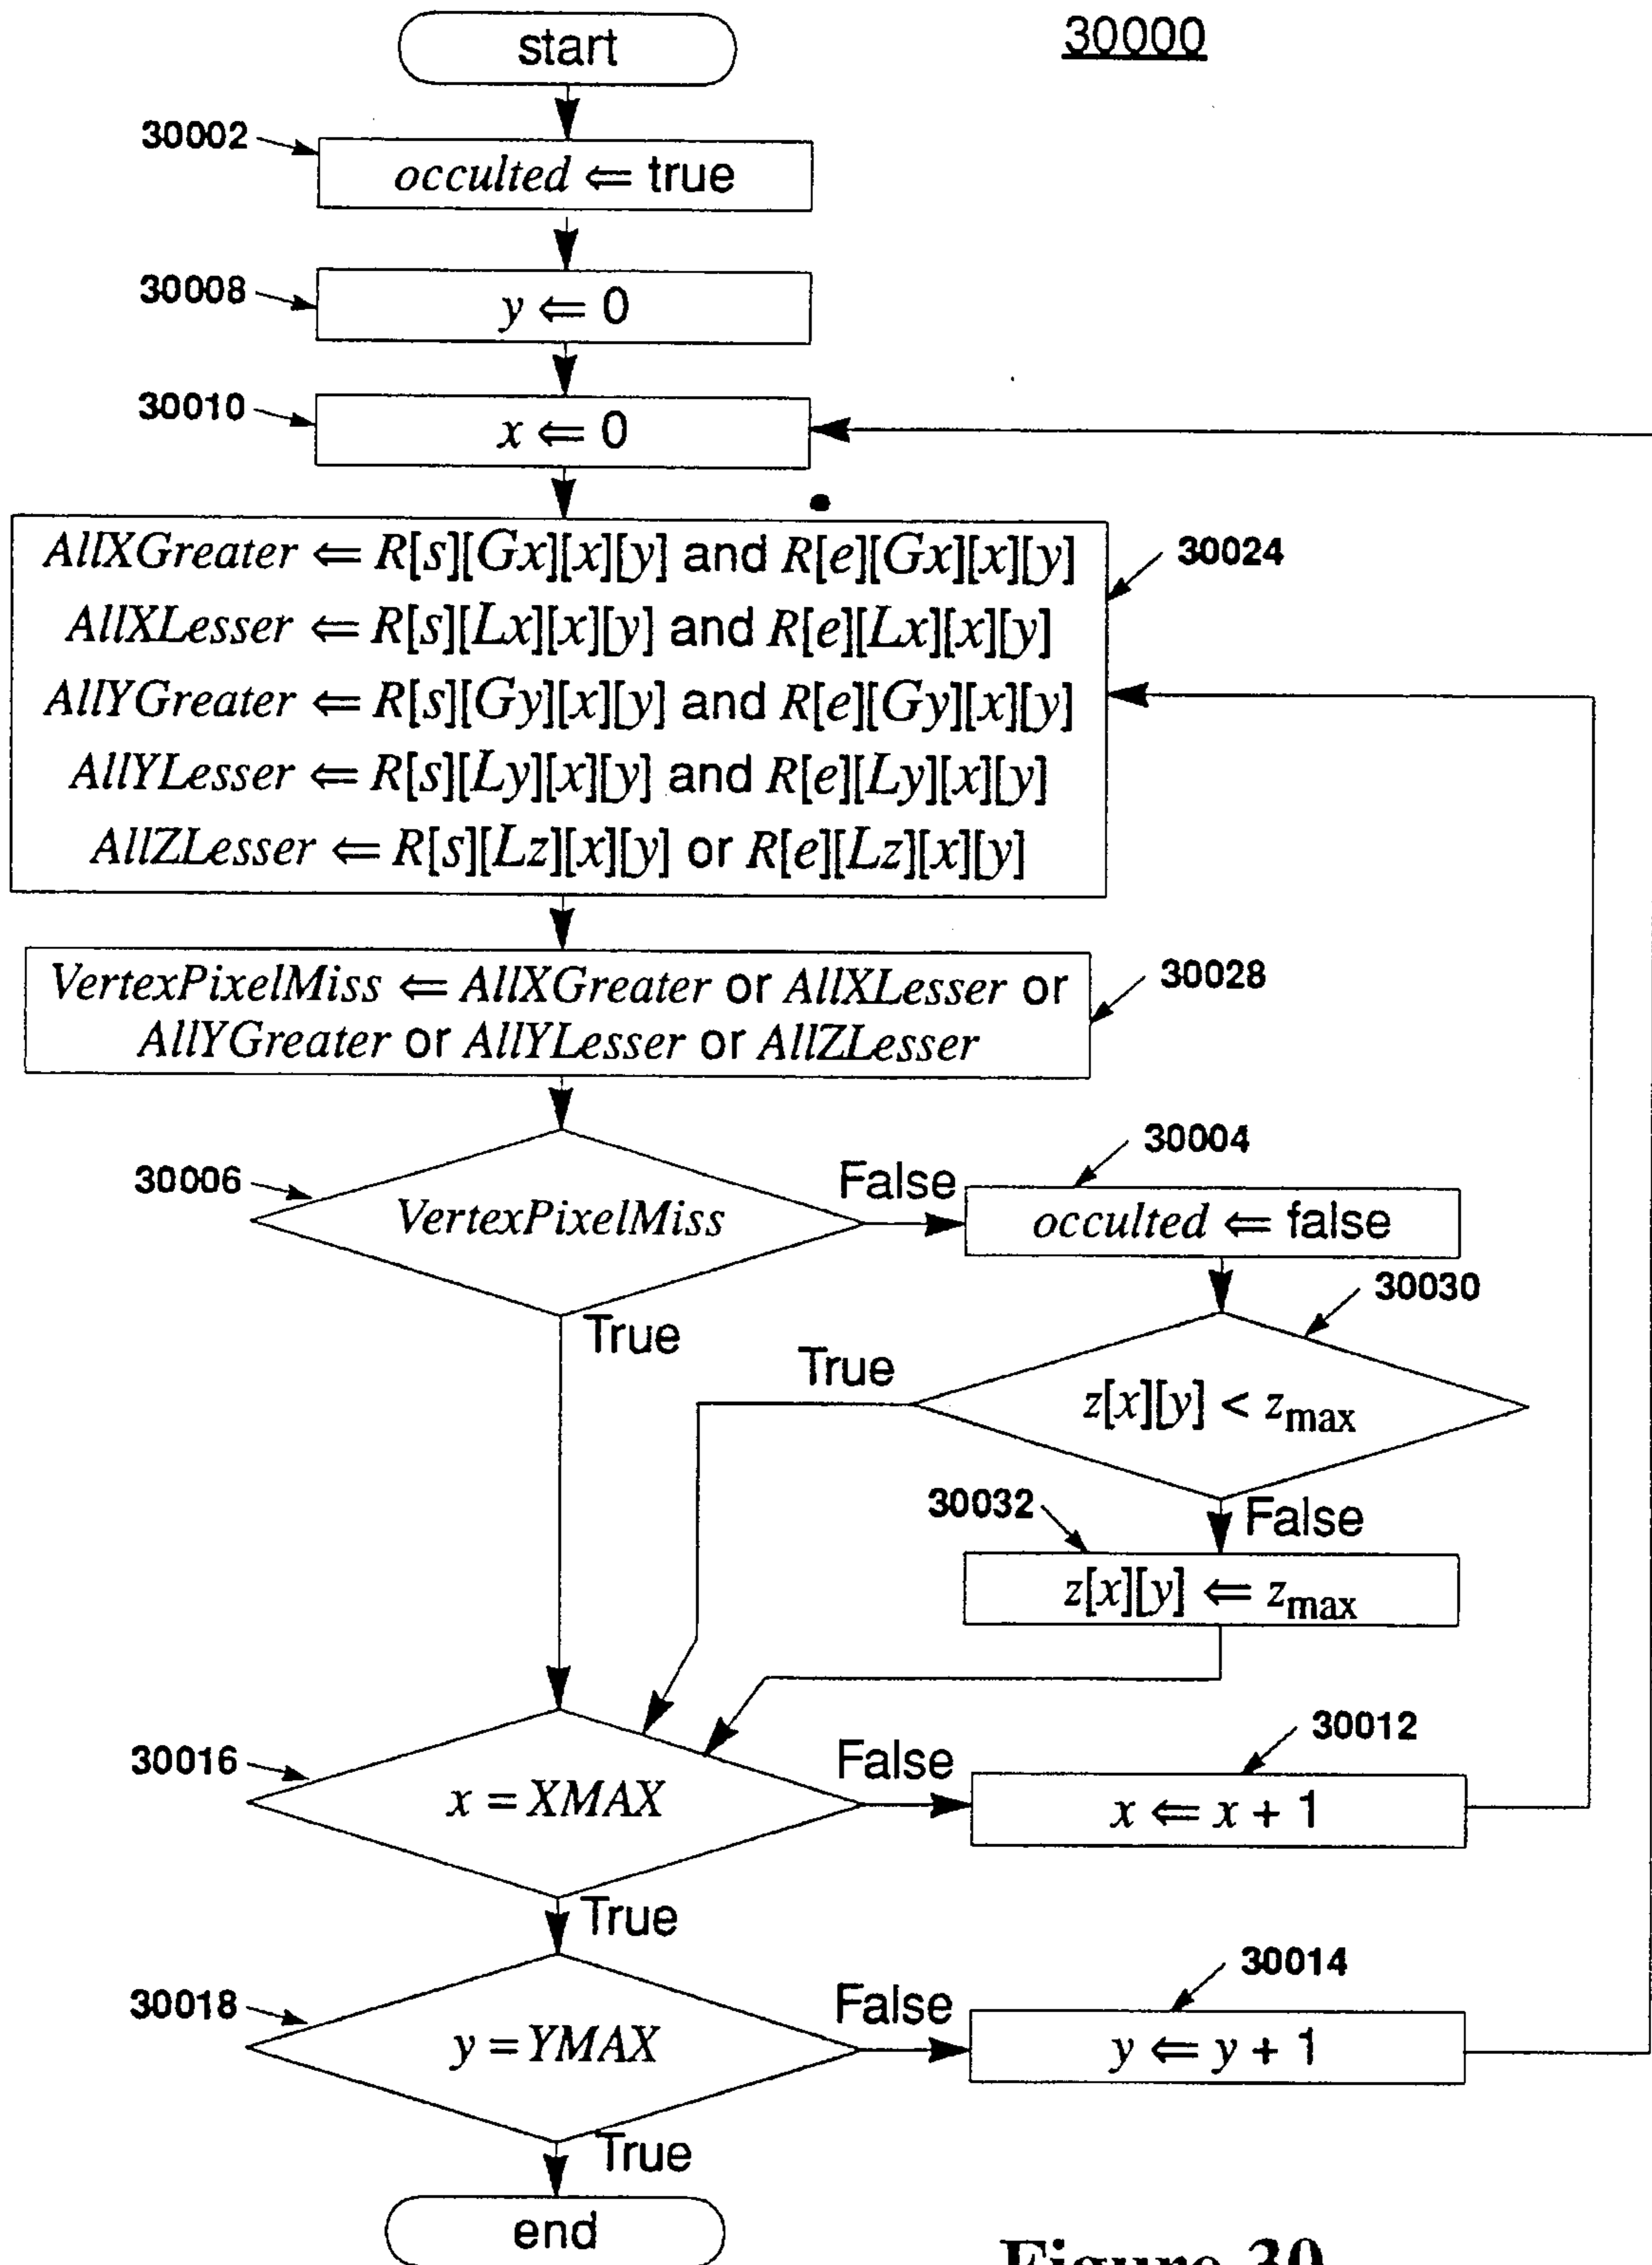 start
30000
30002
occulted ⇐ true
30008
y ⇐ 0
30010
x ⇐ 0
AllXGreater ⇐ R[s][Gx][x][y] and R[e][Gx][x][y]
30024
AllXLesser ⇐ R[s][Lx][x][y] and R[e][Lx][x][y]
AllYGreater ⇐ R[s][Gy][x][y] and R[e][Gy][x][y]
AllYLesser ⇐ R[s][Ly][x][y] and R[e][Ly][x][y]
AllZLesser ⇐ R[s][Lz][x][y] or R[e][Lz][x][y]
VertexPixelMiss ⇐ AllXGreater or AllXLesser or
30028
AllYGreater or AllYLesser or AllZLesser
30006
VertexPixelMiss
False
30004
occulted ⇐ false
True
30030
True
z[x][y] < zmax
30032
False
z[x][y] ⇐ zmax
30016
x = XMAX
False
30012
x ⇐ x + 1
True
30018
y = YMAX
False
30014
y ⇐ y + 1
True
end
Figure 30